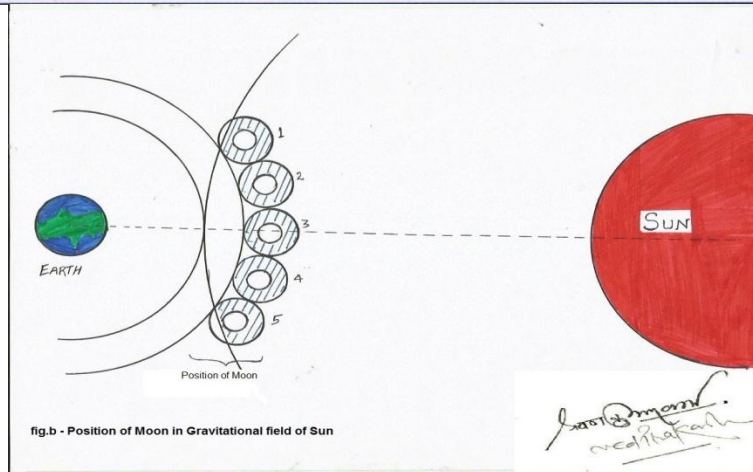 1
2
3
SUN
EARTH
4
5
Position of Moon
fig.b - Position of Moon in Gravitational field of Sun